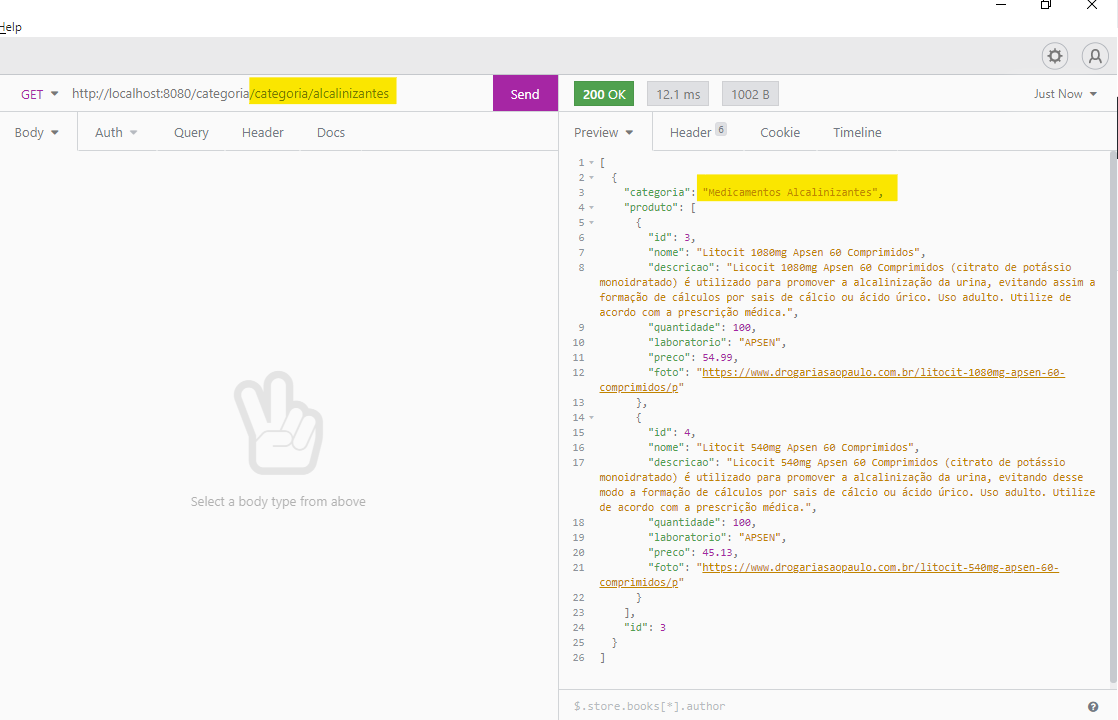 Help
GET http://localhost:8080/categoria/categoria/alcalinizantes Send
200 OK 12.1 ms 1002 B Just Now
Body Auth Query Header Docs
Select a body type from above
Preview Header 6 Cookie Timeline
1 [
2 {
3 "categoria": "Medicamentos Alcalinizantes",
4 "produto": [
5 {
6 "id": 3,
7 "nome": "Litocit 1080mg Apsen 60 Comprimidos",
8 "descricao": "Licocit 1080mg Apsen 60 Comprimidos (citrato de potássio
monoidratado) é utilizado para promover a alcalinização da urina, evitando assim a
formação de cálculos por sais de cálcio ou ácido úrico. Uso adulto. Utilize de
acordo com a prescrição médica.",
9 "quantidade": 100,
10 "laboratorio": "APSEN",
11 "preco": 54.99,
12 "foto": "https://www.drogariasaopaulo.com.br/litocit-1080mg-apsen-60-
comprimidos/p"
13 },
14 {
15 "id": 4,
16 "nome": "Litocit 540mg Apsen 60 Comprimidos",
17 "descricao": "Licocit 540mg Apsen 60 Comprimidos (citrato de potássio
monoidratado) é utilizado para promover a alcalinização da urina, evitando desse
modo a formação de cálculos por sais de cálcio ou ácido úrico. Uso adulto. Utilize
de acordo com a prescrição médica.",
18 "quantidade": 100,
19 "laboratorio": "APSEN",
20 "preco": 45.13,
21 "foto": "https://www.drogariasaopaulo.com.br/litocit-540mg-apsen-60-
comprimidos/p"
22 }
23 ],
24 "id": 3
25 }
26 ]
$.store.books[*].author